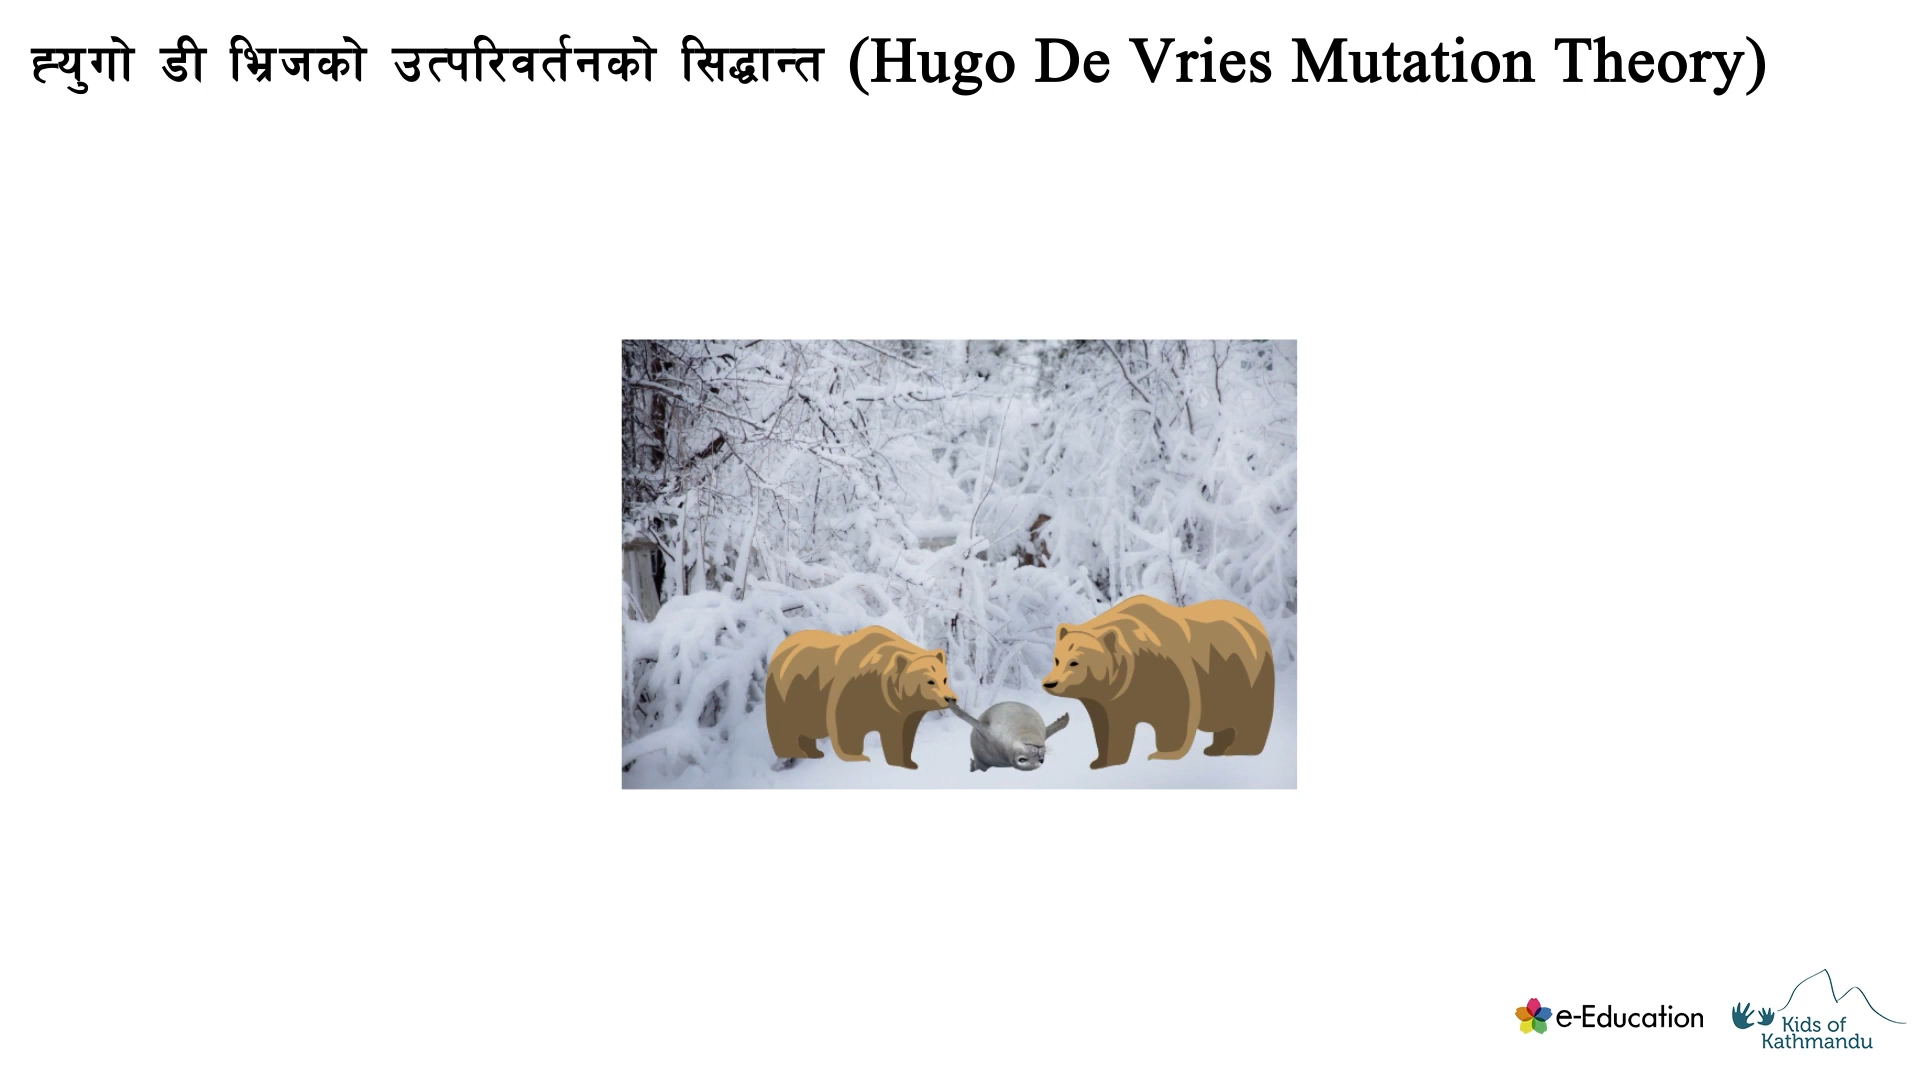 ह्युगो डी भ्रिजको उत्परिवर्तनको सिद्धान्त (Hugo De Vries Mutation Theory)
e-Education
Kids of
Kathmandu